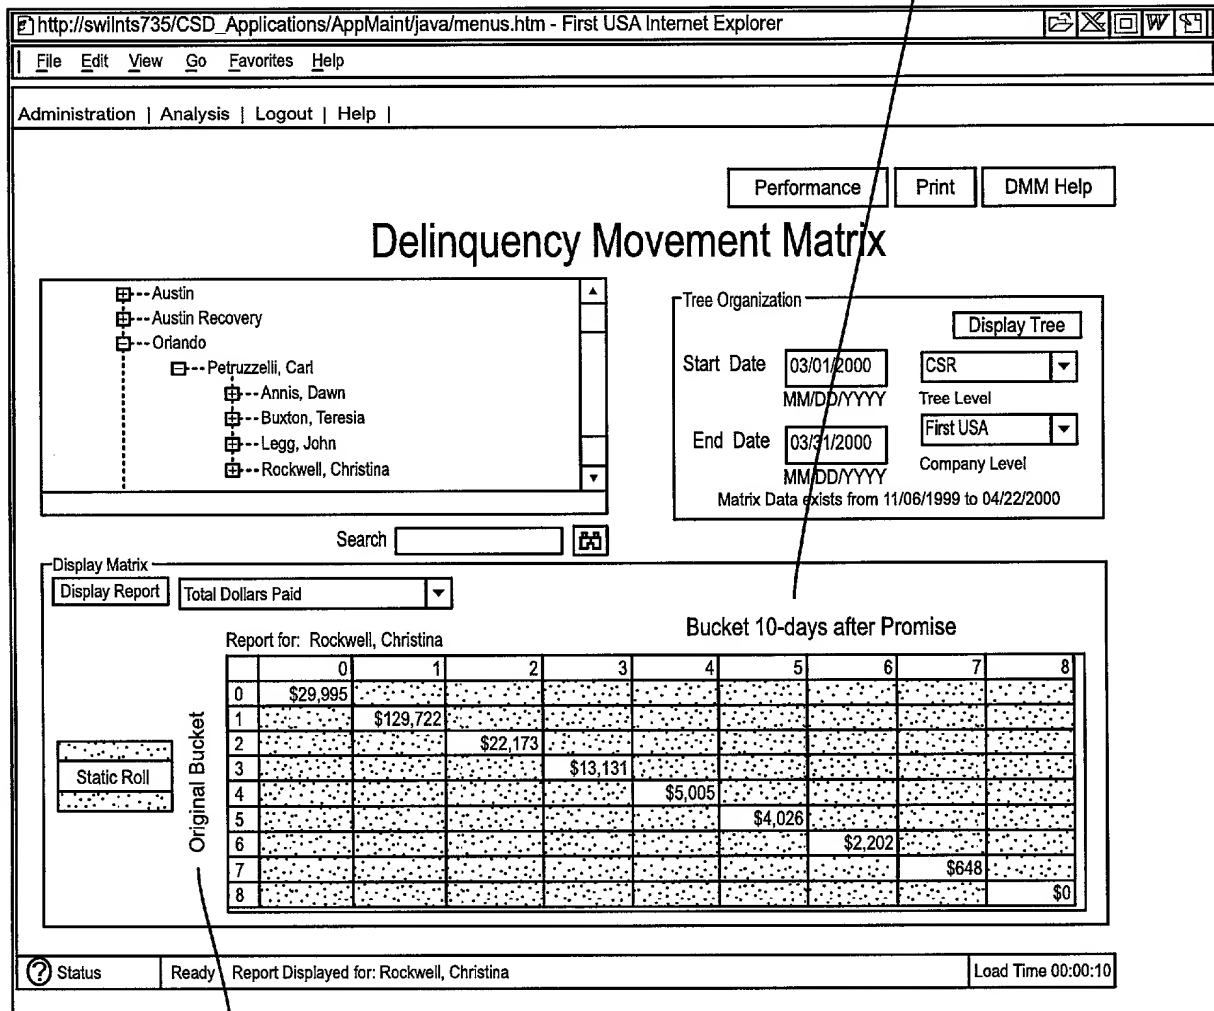 http://swilnts735/CSD_Applications/AppMaint/java/menus.htm - First USA Internet Explorer
W
File Edit View Go Favorites Help
Administration | Analysis | Logout | Help |
Performance Print DMM Help
Delinquency Movement Matrix
Austin
Austin Recovery
Orlando
Petruzzelli, Carl
Annis, Dawn
Buxton, Teresia
Legg, John
Rockwell, Christina
Tree Organization
Display Tree
Start Date 03/01/2000 CSR
MM/DD/YYYY Tree Level
End Date 03/31/2000 First USA
MM/DD/YYYY Company Level
Matrix Data exists from 11/06/1999 to 04/22/2000
Search
Display Matrix
Display Report Total Dollars Paid
Report for: Rockwell, Christina
Bucket 10-days after Promise
0 1 2 3 4 5 6 7 8
0 $29,995
1 $129,722
2 $22,173
3 $13,131
4 $5,005
5 $4,026
6 $2,202
7 $648
8 $0
Static Roll
Original Bucket
? Status Ready Report Displayed for: Rockwell, Christina Load Time 00:00:10